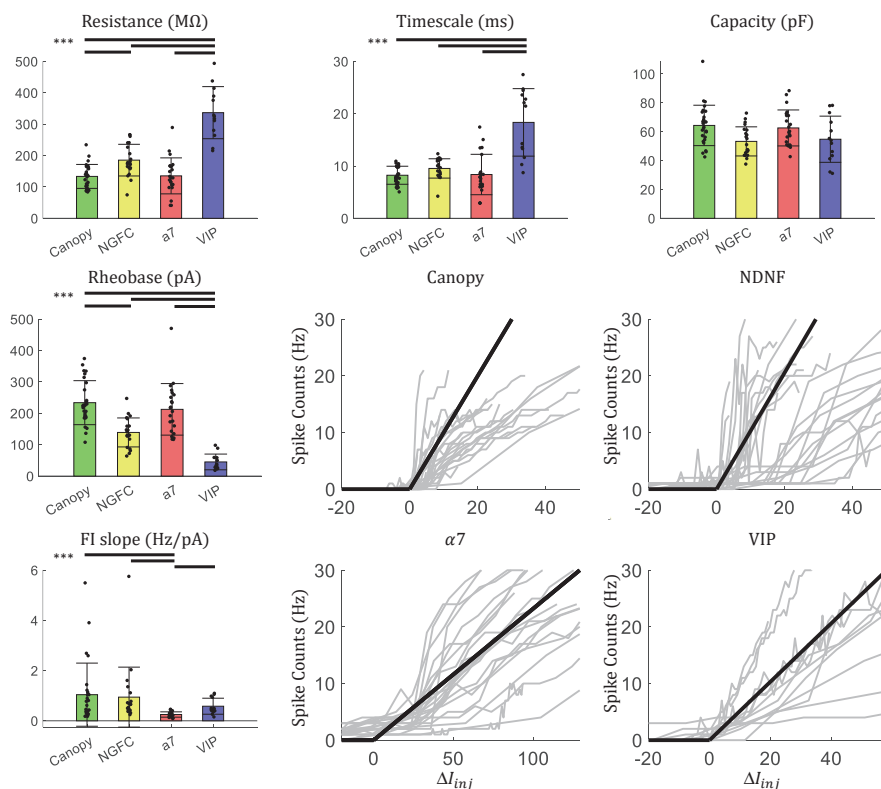 Resistance (MΩ)
***
500
400
300
200
100
0
Canopy
NGFC
a7
VIP
Timescale (ms)
***
30
20
10
0
Canopy
NGFC
a7
VIP
Capacity (pF)
100
80
60
40
20
0
Canopy
NGFC
a7
VIP
Rheobase (pA)
***
500
400
300
200
100
0
Canopy
NGFC
a7
VIP
Canopy
Spike Counts (Hz)
30
20
10
0
-20
0
20
40
NDNF
Spike Counts (Hz)
30
20
10
0
-20
0
20
40
FI slope (Hz/pA)
***
6
4
2
0
Canopy
NGFC
a7
VIP
α7
Spike Counts (Hz)
30
20
10
0
0
50
100
ΔIinj
VIP
Spike Counts (Hz)
30
20
10
0
-20
0
20
40
ΔIinj